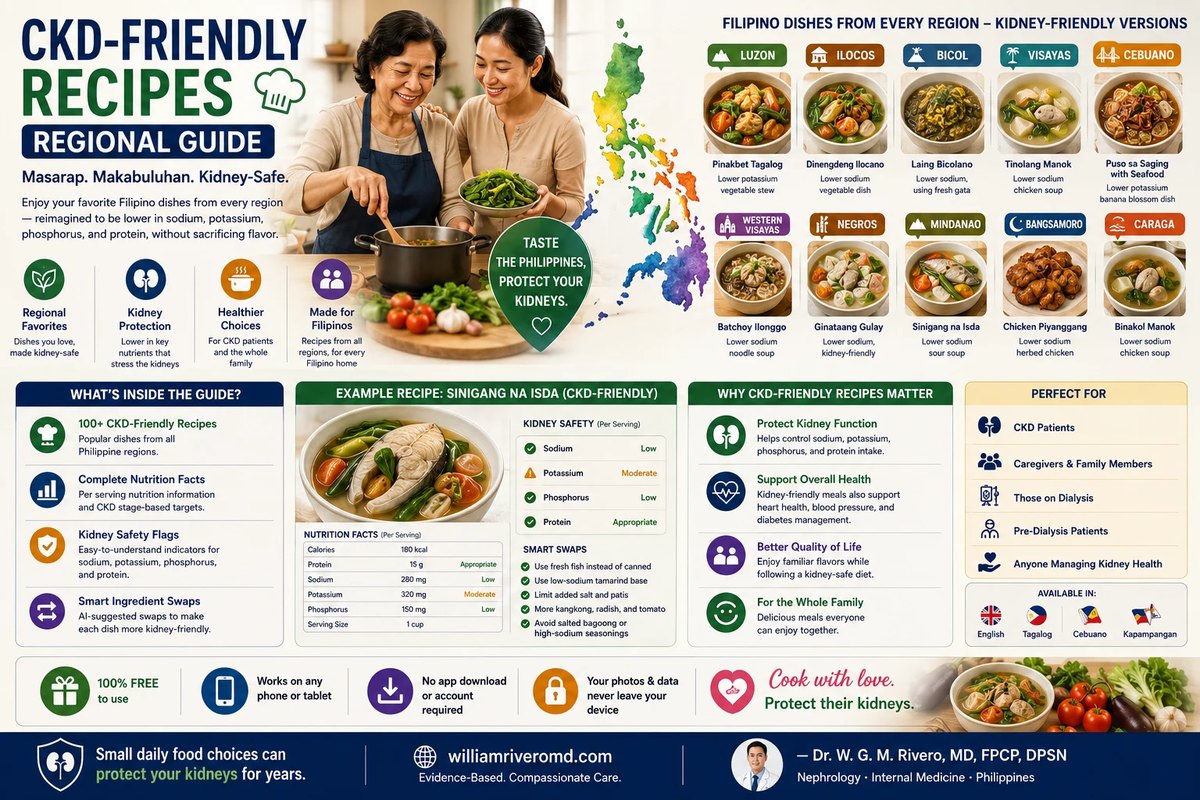 CKD-FRIENDLY
RECIPES
REGIONAL GUIDE
Masarap. Makabuluhan. Kidney-Safe.
Enjoy your favorite Filipino dishes from every region
— reimagined to be lower in sodium, potassium,
phosphorus, and protein, without sacrificing flavor.
Regional
Favorites
Dishes you love,
made kidney-safe
Kidney
Protection
Lower in key
nutrients that
stress the kidneys
Healthier
Choices
For CKD patients
and the whole
family
Made for
Filipinos
Recipes from all
regions, for every
Filipino home
TASTE
THE PHILIPPINES,
PROTECT YOUR
KIDNEYS.
FILIPINO DISHES FROM EVERY REGION – KIDNEY-FRIENDLY VERSIONS
LUZON
Pinakbet Tagalog
Lower potassium
vegetable stew
ILOCOS
Dinengdeng Ilocano
Lower sodium
vegetable dish
BICOL
Laing Bicolano
Lower sodium,
using fresh gata
VISAYAS
Tinolang Manok
Lower sodium
chicken soup
CEBUANO
Puso sa Saging
with Seafood
Lower potassium
banana blossom dish
WESTERN
VISAYAS
Batchoy Ilonggo
Lower sodium
noodle soup
NEGROS
Ginataang Gulay
Lower sodium,
kidney-friendly
MINDANAO
Sinigang na Isda
Lower sodium
sour soup
BANGSAMORO
Chicken Piyanggang
Lower sodium
herbed chicken
CARAGA
Binakol Manok
Lower sodium
chicken soup
WHAT'S INSIDE THE GUIDE?
100+ CKD-Friendly Recipes
Popular dishes from all
Philippine regions.
Complete Nutrition Facts
Per serving nutrition information
and CKD stage-based targets.
Kidney Safety Flags
Easy-to-understand indicators for
sodium, potassium, phosphorus,
and protein.
Smart Ingredient Swaps
AI-suggested swaps to make
each dish more kidney-friendly.
EXAMPLE RECIPE: SINIGANG NA ISDA (CKD-FRIENDLY)
NUTRITION FACTS (Per Serving)
Calories 180 kcal
Protein 15 g Appropriate
Sodium 280 mg Low
Potassium 320 mg Moderate
Phosphorus 150 mg Low
Serving Size 1 cup
KIDNEY SAFETY (Per Serving)
Sodium Low
Potassium Moderate
Phosphorus Low
Protein Appropriate
SMART SWAPS
Use fresh fish instead of canned
Use low-sodium tamarind base
Limit added salt and patis
More kangkong, radish, and tomato
Avoid salted bagoong or
high-sodium seasonings
WHY CKD-FRIENDLY RECIPES MATTER
Protect Kidney Function
Helps control sodium, potassium,
phosphorus, and protein intake.
Support Overall Health
Kidney-friendly meals also support
heart health, blood pressure, and
diabetes management.
Better Quality of Life
Enjoy familiar flavors while
following a kidney-safe diet.
For the Whole Family
Delicious meals everyone
can enjoy together.
PERFECT FOR
CKD Patients
Caregivers & Family Members
Those on Dialysis
Pre-Dialysis Patients
Anyone Managing Kidney Health
AVAILABLE IN:
English
Tagalog
Cebuano
Kapampangan
100% FREE
to use
Works on any
phone or tablet
No app download
or account
required
Your photos & data
never leave your
device
Cook with love.
Protect their kidneys.
Small daily food choices can
protect your kidneys for years.
williamriveromd.com
Evidence-Based. Compassionate Care.
— Dr. W. G. M. Rivero, MD, FPCP, DPSN
Nephrology • Internal Medicine • Philippines